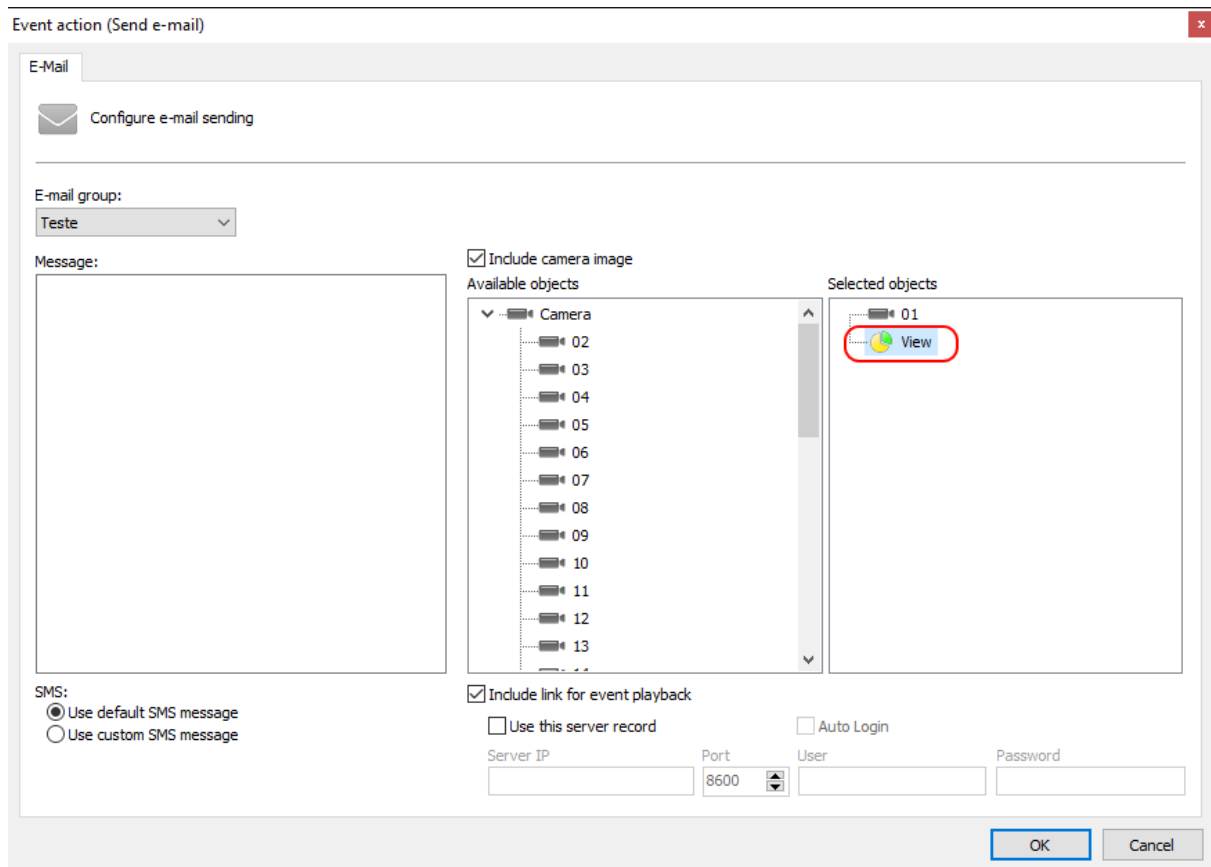 Event action (Send e-mail)
x
E-Mail
Configure e-mail sending
E-mail group:
Teste
Message:
Include camera image
Available objects
Selected objects
Camera
02
03
04
05
06
07
08
09
10
11
12
13
01
View
SMS:
Use default SMS message
Use custom SMS message
Include link for event playback
Use this server record
Auto Login
Server IP
Port
User
Password
8600
OK
Cancel